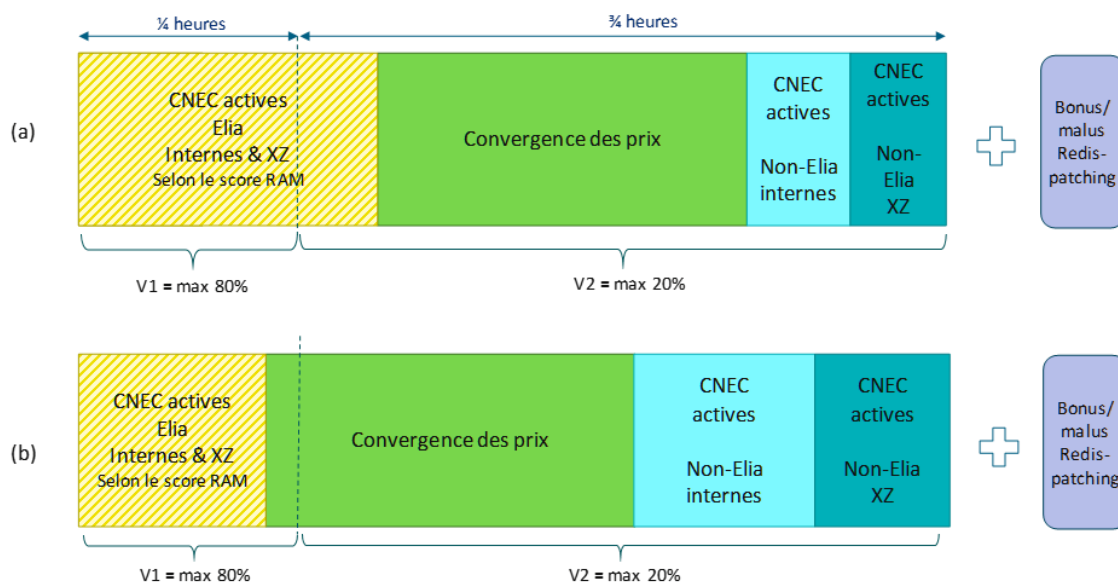 ¼ heures
¾ heures
(a)
CNEC actives
Elia
Internes & XZ
Selon le score RAM
Convergence des prix
CNEC
actives
Non-Elia
internes
CNEC
actives
Non-
Elia
XZ
Bonus/
malus
Redis-
patching
V1 = max 80%
V2 = max 20%
(b)
CNEC actives
Elia
Internes & XZ
Selon le score RAM
Convergence des prix
CNEC
actives
Non-Elia
internes
CNEC
actives
Non-Elia
XZ
Bonus/
malus
Redis-
patching
V1 = max 80%
V2 = max 20%